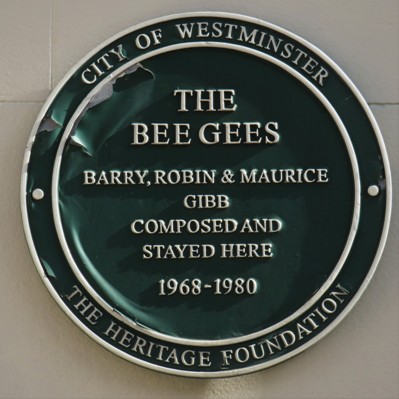 CITY OF WESTMINSTER
THE
BEE GEES
BARRY, ROBIN & MAURICE
GIBB
COMPOSED AND
STAYED HERE
1968-1980
THE HERITAGE FOUNDATION